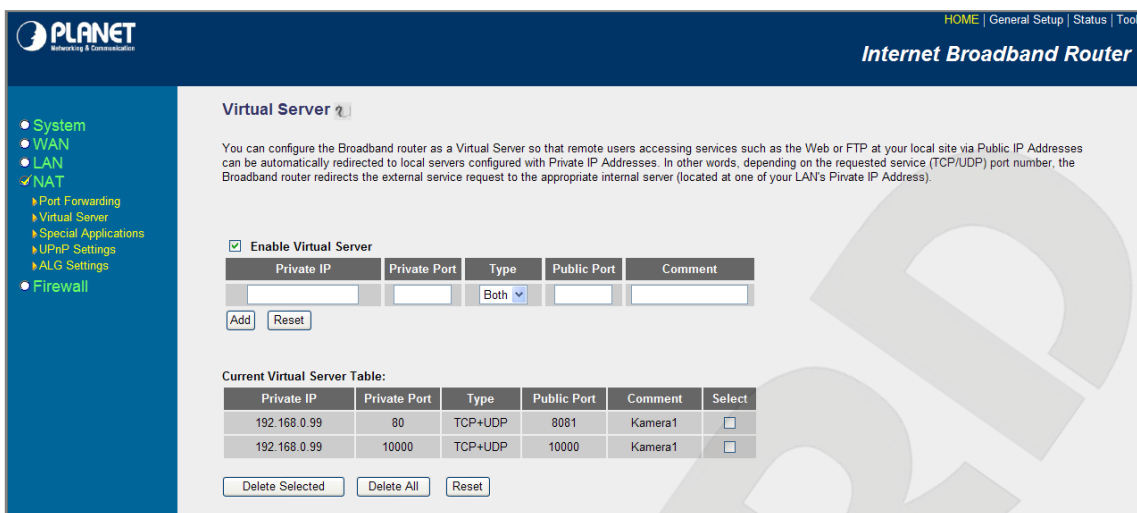 PLANET
Networking & Communication
HOME | General Setup | Status | Tool
Internet Broadband Router
System
WAN
LAN
NAT
Port Forwarding
Virtual Server
Special Applications
UPnP Settings
ALG Settings
Firewall
Virtual Server
You can configure the Broadband router as a Virtual Server so that remote users accessing services such as the Web or FTP at your local site via Public IP Addresses
can be automatically redirected to local servers configured with Private IP Addresses. In other words, depending on the requested service (TCP/UDP) port number, the
Broadband router redirects the external service request to the appropriate internal server (located at one of your LAN's Pirvate IP Address).
Enable Virtual Server
Private IP Private Port Type Public Port Comment
Both
Add Reset
Current Virtual Server Table:
Private IP Private Port Type Public Port Comment Select
192.168.0.99 80 TCP+UDP 8081 Kamera1
192.168.0.99 10000 TCP+UDP 10000 Kamera1
Delete Selected Delete All Reset